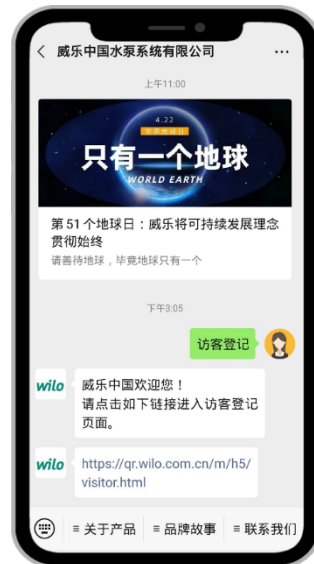 威乐中国水泵系统有限公司
上午11:00
4.22
世界地球日
只有一个地球
WORLD EARTH
第51个地球日：威乐将可持续发展理念
贯彻始终
请善待地球，毕竟地球只有一个
下午3:05
访客登记
wilo
威乐中国欢迎您！
请点击如下链接进入访客登记
页面。
wilo
https://qr.wilo.com.cn/m/h5/
visitor.html
≡ 关于产品
≡ 品牌故事
≡ 联系我们